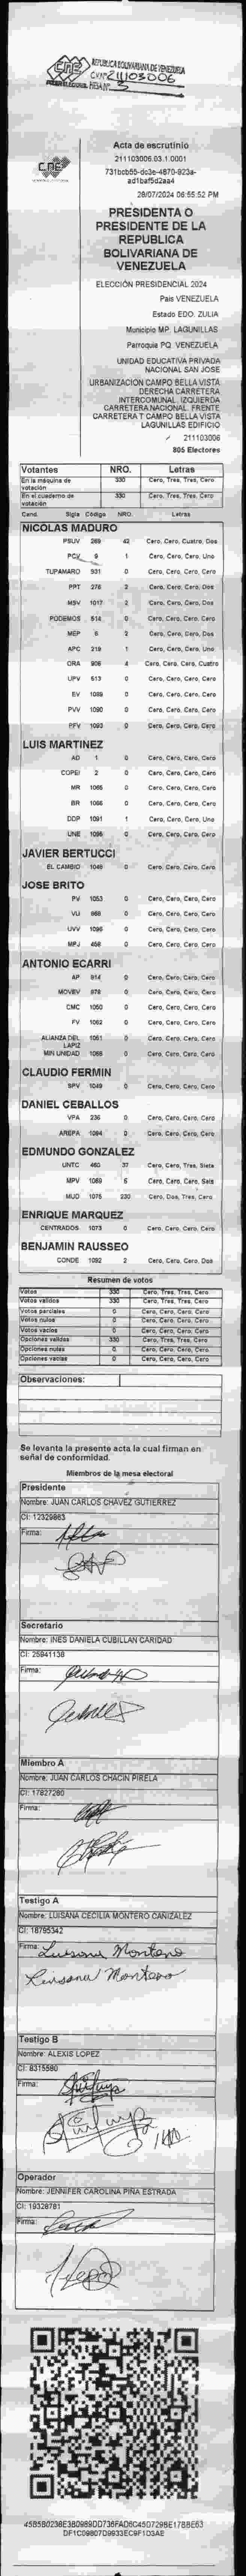 CNE
REPUBLICA BOLIVARIANA DE VENEZUELA
211103006
PODER ELECTORAL MESA Nº 3
CNE
Acta de escrutinio
211103006.03.1.0001
731bcb55-dc3e-4870-923a-
ad1baf5d2aa4
28/07/2024 06:55:52 PM
PRESIDENTA O
PRESIDENTE DE LA
REPUBLICA
BOLIVARIANA DE
VENEZUELA
ELECCIÓN PRESIDENCIAL 2024
Pais VENEZUELA
Estado EDO. ZULIA
Municipio MP. LAGUNILLAS
Parroquia PQ. VENEZUELA
UNIDAD EDUCATIVA PRIVADA
NACIONAL SAN JOSE
URBANIZACIÓN CAMPO BELLA VISTA
DERECHA CARRETERA
INTERCOMUNAL. IZQUIERDA
CARRETERA NACIONAL. FRENTE
CARRETERA T CAMPO BELLA VISTA
LAGUNILLAS EDIFICIO
211103006
805 Electores
Votantes NRO. Letras
En la máquina de votación 330 Cero, Tres, Tres, Cero
En el cuaderno de votación 330 Cero, Tres, Tres, Cero
Cand. Sigla Código NRO. Letras
NICOLAS MADURO
PSUV 269 42 Cero, Cero, Cuatro, Dos
PCV 9 1 Cero, Cero, Cero, Uno
TUPAMARO 931 0 Cero, Cero, Cero, Cero
PPT 276 2 Cero, Cero, Cero, Dos
MSV 1017 2 Cero, Cero, Cero, Dos
PODEMOS 514 0 Cero, Cero, Cero, Cero
MEP 6 2 Cero, Cero, Cero, Dos
APC 219 1 Cero, Cero, Cero, Uno
ORA 906 4 Cero, Cero, Cero, Cuatro
UPV 613 0 Cero, Cero, Cero, Cero
EV 1089 0 Cero, Cero, Cero, Cero
PVV 1090 0 Cero, Cero, Cero, Cero
PFV 1093 0 Cero, Cero, Cero, Cero
LUIS MARTINEZ
AD 1 0 Cero, Cero, Cero, Cero
COPEI 2 0 Cero, Cero, Cero, Cero
MR 1065 0 Cero, Cero, Cero, Cero
BR 1066 0 Cero, Cero, Cero, Cero
DDP 1091 1 Cero, Cero, Cero, Uno
UNE 1096 0 Cero, Cero, Cero, Cero
JAVIER BERTUCCI
EL CAMBIO 1046 0 Cero, Cero, Cero, Cero
JOSE BRITO
PV 1053 0 Cero, Cero, Cero, Cero
VU 968 0 Cero, Cero, Cero, Cero
UVV 1095 0 Cero, Cero, Cero, Cero
MPJ 458 0 Cero, Cero, Cero, Cero
ANTONIO ECARRI
AP 914 0 Cero, Cero, Cero, Cero
MOVEV 978 0 Cero, Cero, Cero, Cero
CMC 1050 0 Cero, Cero, Cero, Cero
FV 1062 0 Cero, Cero, Cero, Cero
ALIANZA DEL LAPIZ 1061 0 Cero, Cero, Cero, Cero
MIN UNIDAD 1068 0 Cero, Cero, Cero, Cero
CLAUDIO FERMIN
SPV 1049 0 Cero, Cero, Cero, Cero
DANIEL CEBALLOS
VPA 236 0 Cero, Cero, Cero, Cero
AREPA 1094 0 Cero, Cero, Cero, Cero
EDMUNDO GONZALEZ
UNTC 460 37 Cero, Cero, Tres, Siete
MPV 1069 5 Cero, Cero, Cero, Seis
MUD 1075 230 Cero, Dos, Tres, Cero
ENRIQUE MARQUEZ
CENTRADOS 1073 0 Cero, Cero, Cero, Cero
BENJAMIN RAUSSEO
CONDE 1092 2 Cero, Cero, Cero, Dos
Resumen de votos
Votos 330 Cero, Tres, Tres, Cero
Votos validos 330 Cero, Tres, Tres, Cero
Votos parciales 0 Cero, Cero, Cero, Cero
Votos nulos 0 Cero, Cero, Cero, Cero
Votos vacios 0 Cero, Cero, Cero, Cero
Opciones validas 330 Cero, Tres, Tres, Cero
Opciones nulas 0 Cero, Cero, Cero, Cero
Opciones vacias 0 Cero, Cero, Cero, Cero
Observaciones:
Se levanta la presente acta la cual firman en
señal de conformidad.
Miembros de la mesa electoral
Presidente
Nombre: JUAN CARLOS CHAVEZ GUTIERREZ
CI: 12329863
Firma:
Secretario
Nombre: INES DANIELA CUBILLAN CARIDAD
CI: 25941138
Firma:
Miembro A
Nombre: JUAN CARLOS CHACIN PIRELA
CI: 17827280
Firma:
Testigo A
Nombre: LUISANA CECILIA MONTERO CAÑIZALEZ
CI: 18795342
Firma: Luisana Montero
Luisana Montero
Testigo B
Nombre: ALEXIS LOPEZ
CI: 8315580
Firma:
Operador
Nombre: JENNIFER CAROLINA PIÑA ESTRADA
CI: 19328781
Firma: